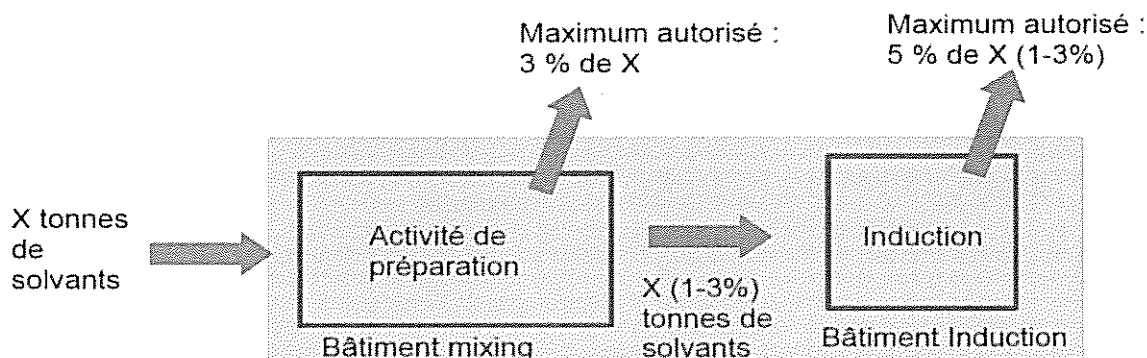 Maximum autorisé :
3 % de X
Maximum autorisé :
5 % de X (1-3%)
X tonnes
de
solvants
Activité de
préparation
Bâtiment mixing
X (1-3%)
tonnes de
solvants
Induction
Bâtiment Induction